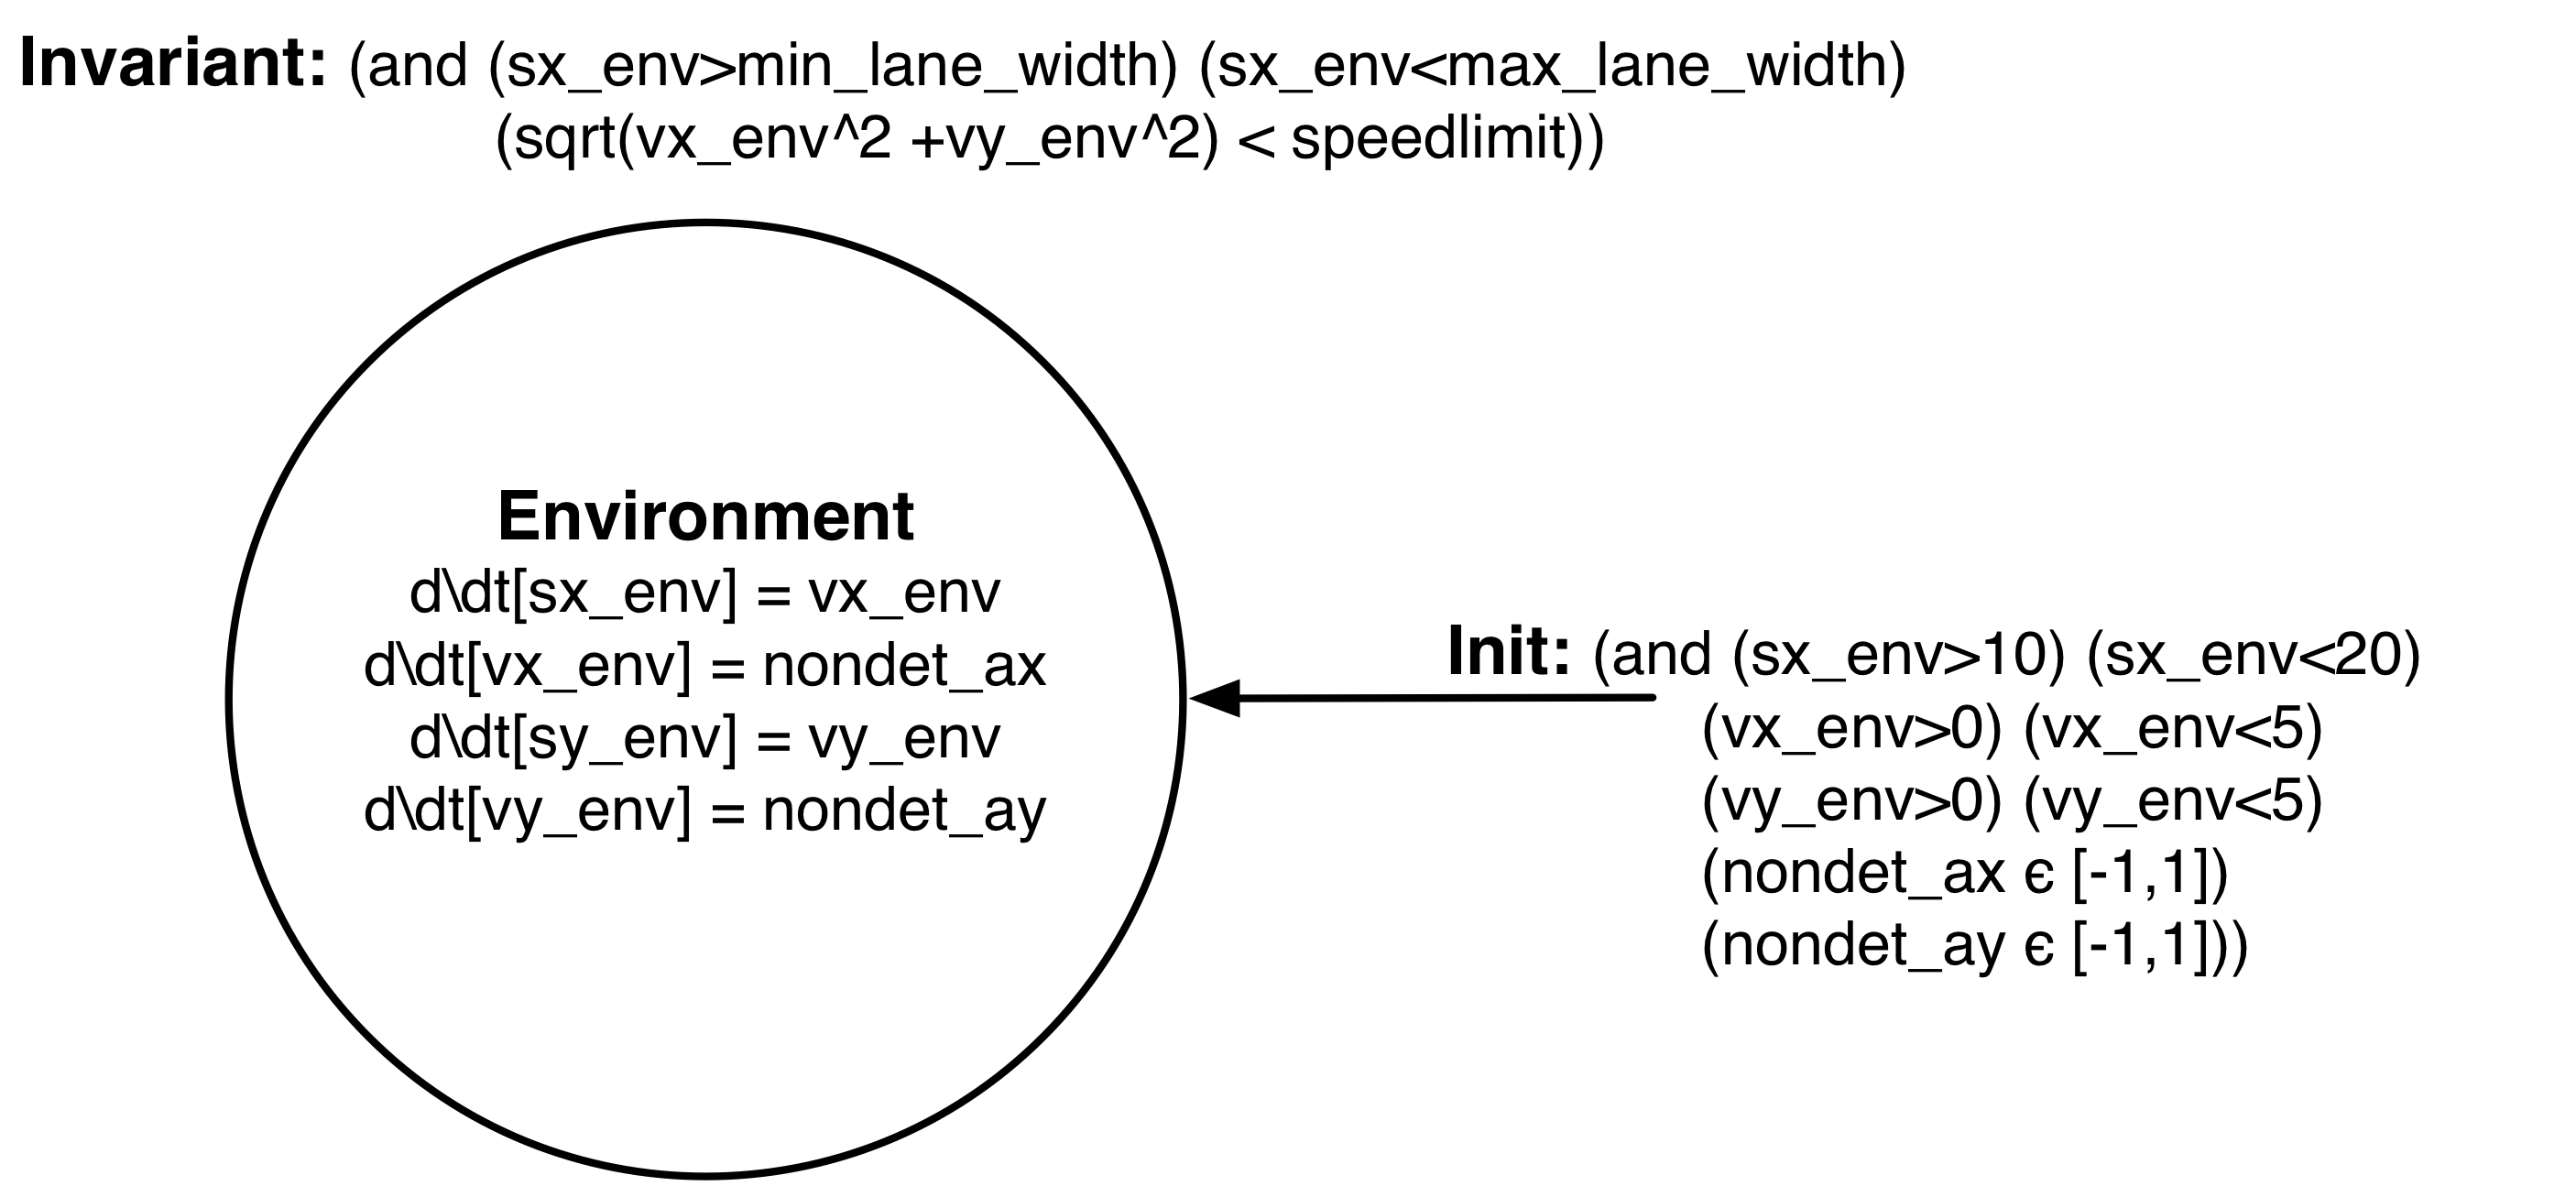 Invariant: (and (sx_env>min_lane_width) (sx_env<max_lane_width)
(sqrt(vx_env^2 +vy_env^2) < speedlimit))
Environment
d\dt[sx_env] = vx_env
d\dt[vx_env] = nondet_ax
d\dt[sy_env] = vy_env
d\dt[vy_env] = nondet_ay
Init: (and (sx_env>10) (sx_env<20)
(vx_env>0) (vx_env<5)
(vy_env>0) (vy_env<5)
(nondet_ax є [-1,1])
(nondet_ay є [-1,1]))